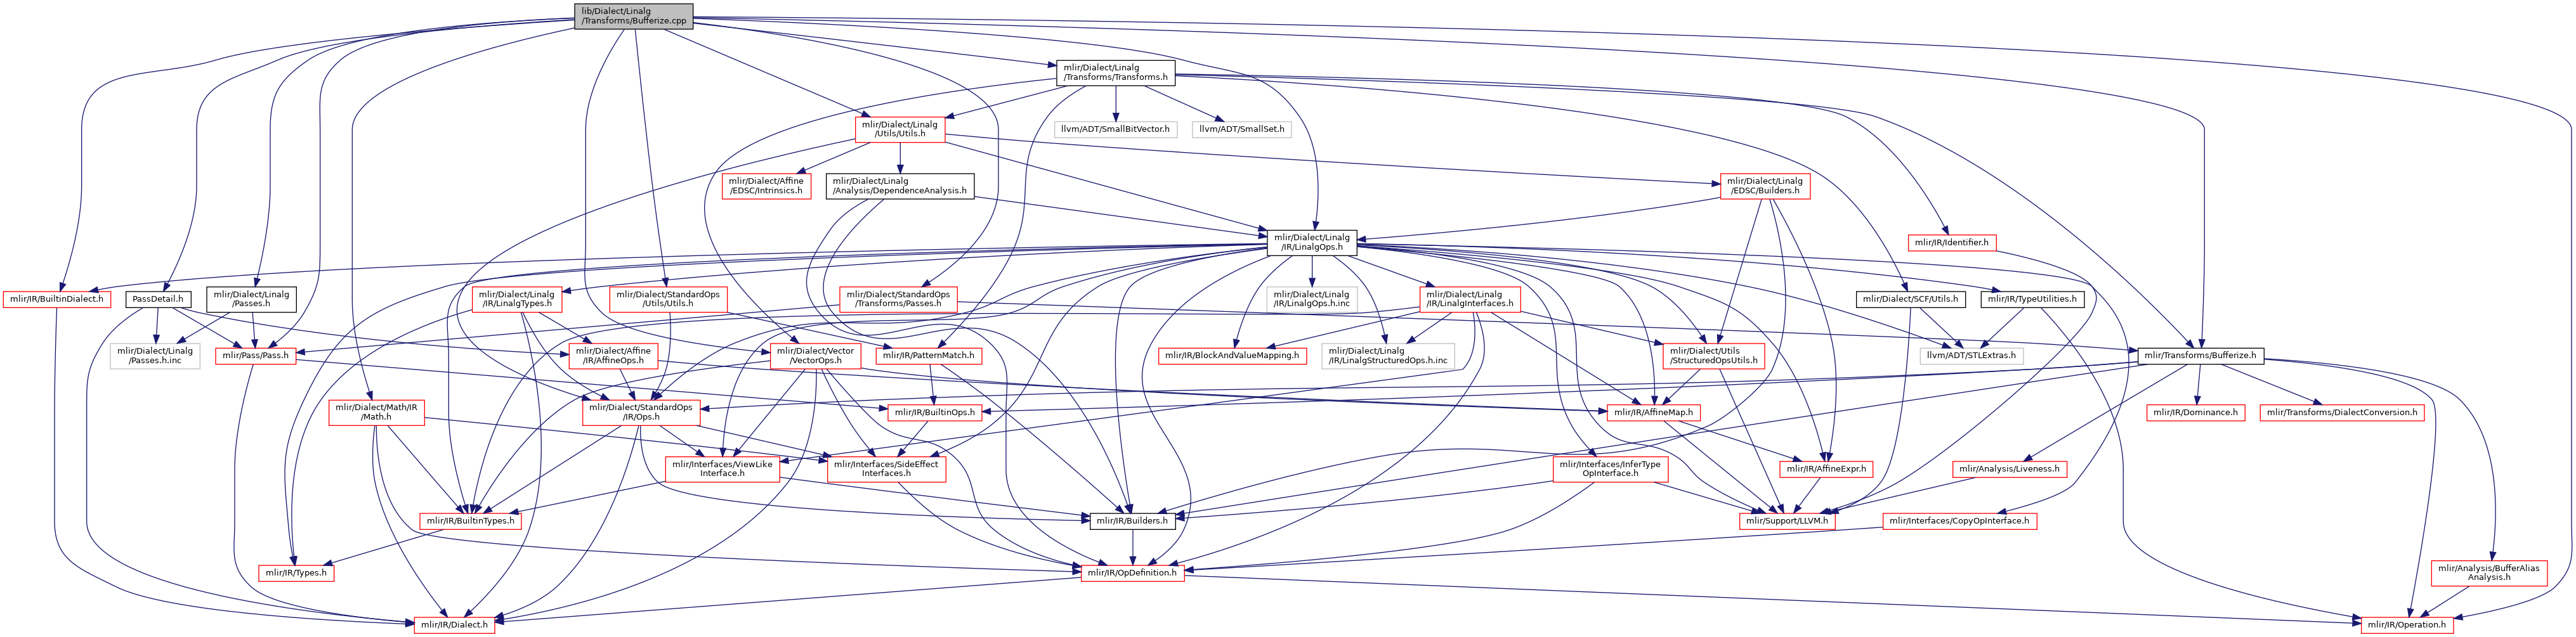 lib/Dialect/Linalg
/Transforms/Bufferize.cpp
mlir/Dialect/Linalg
/Transforms/Transforms.h
mlir/Dialect/Linalg
/Utils/Utils.h
llvm/ADT/SmallBitVector.h
llvm/ADT/SmallSet.h
mlir/Dialect/Affine
/EDSC/Intrinsics.h
mlir/Dialect/Linalg
/Analysis/DependenceAnalysis.h
mlir/Dialect/Linalg
/EDSC/Builders.h
mlir/Dialect/Linalg
/IR/LinalgOps.h
mlir/IR/Identifier.h
mlir/IR/BuiltinDialect.h
PassDetail.h
mlir/Dialect/Linalg
/Passes.h
mlir/Dialect/Linalg
/IR/LinalgTypes.h
mlir/Dialect/StandardOps
/Utils/Utils.h
mlir/Dialect/StandardOps
/Transforms/Passes.h
mlir/Dialect/Linalg
/IR/LinalgOps.h.inc
mlir/Dialect/Linalg
/IR/LinalgInterfaces.h
mlir/Dialect/SCF/Utils.h
mlir/IR/TypeUtilities.h
mlir/Dialect/Linalg
/Passes.h.inc
mlir/Pass/Pass.h
mlir/Dialect/Affine
/IR/AffineOps.h
mlir/Dialect/Vector
/VectorOps.h
mlir/IR/PatternMatch.h
mlir/IR/BlockAndValueMapping.h
mlir/Dialect/Linalg
/IR/LinalgStructuredOps.h.inc
mlir/Dialect/Utils
/StructuredOpsUtils.h
llvm/ADT/STLExtras.h
mlir/Transforms/Bufferize.h
mlir/Dialect/Math/IR
/Math.h
mlir/Dialect/StandardOps
/IR/Ops.h
mlir/IR/BuiltinOps.h
mlir/IR/AffineMap.h
mlir/IR/Dominance.h
mlir/Transforms/DialectConversion.h
mlir/Interfaces/ViewLike
Interface.h
mlir/Interfaces/SideEffect
Interfaces.h
mlir/Interfaces/InferType
OpInterface.h
mlir/IR/AffineExpr.h
mlir/Analysis/Liveness.h
mlir/IR/BuiltinTypes.h
mlir/IR/Builders.h
mlir/Support/LLVM.h
mlir/Interfaces/CopyOpInterface.h
mlir/IR/Types.h
mlir/IR/OpDefinition.h
mlir/Analysis/BufferAlias
Analysis.h
mlir/IR/Dialect.h
mlir/IR/Operation.h